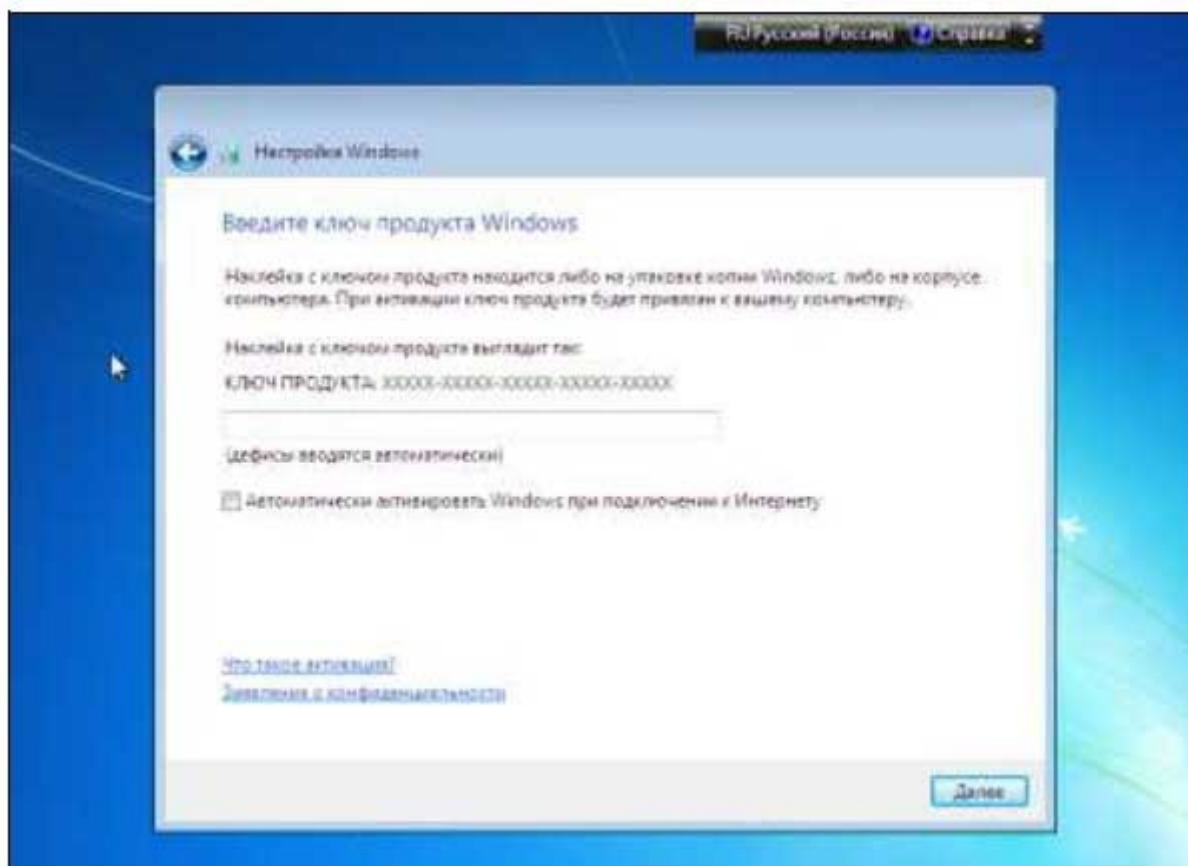 RU Русский (Россия) Справка
Настройка Windows
Введите ключ продукта Windows
Наклейка с ключом продукта находится либо на упаковке копии Windows, либо на корпусе
компьютера. При активации ключ продукта будет привязан к вашему компьютеру.
Наклейка с ключом продукта выглядит так:
КЛЮЧ ПРОДУКТА: XXXXX-XXXXX-XXXXX-XXXXX-XXXXX
(дефисы вводятся автоматически)
Автоматически активировать Windows при подключении к Интернету
Что такое активация?
Заявление о конфиденциальности
Далее